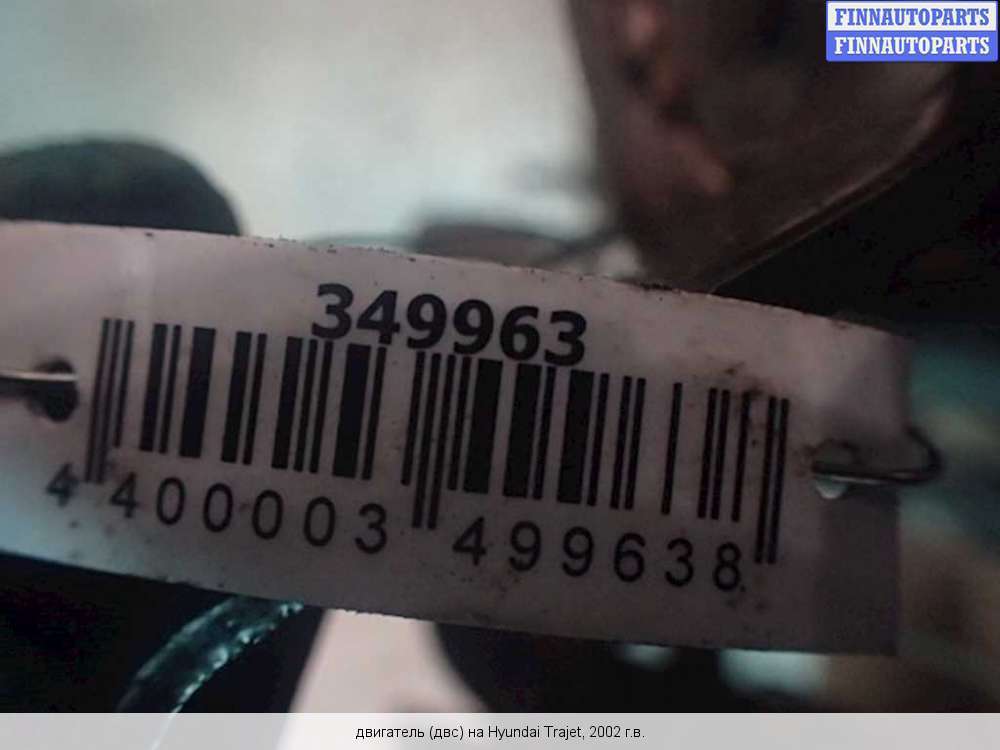 FINNAUTOPARTS
FINNAUTOPARTS
349963
4 400003 499638
двигатель (двс) на Hyundai Trajet, 2002 г.в.